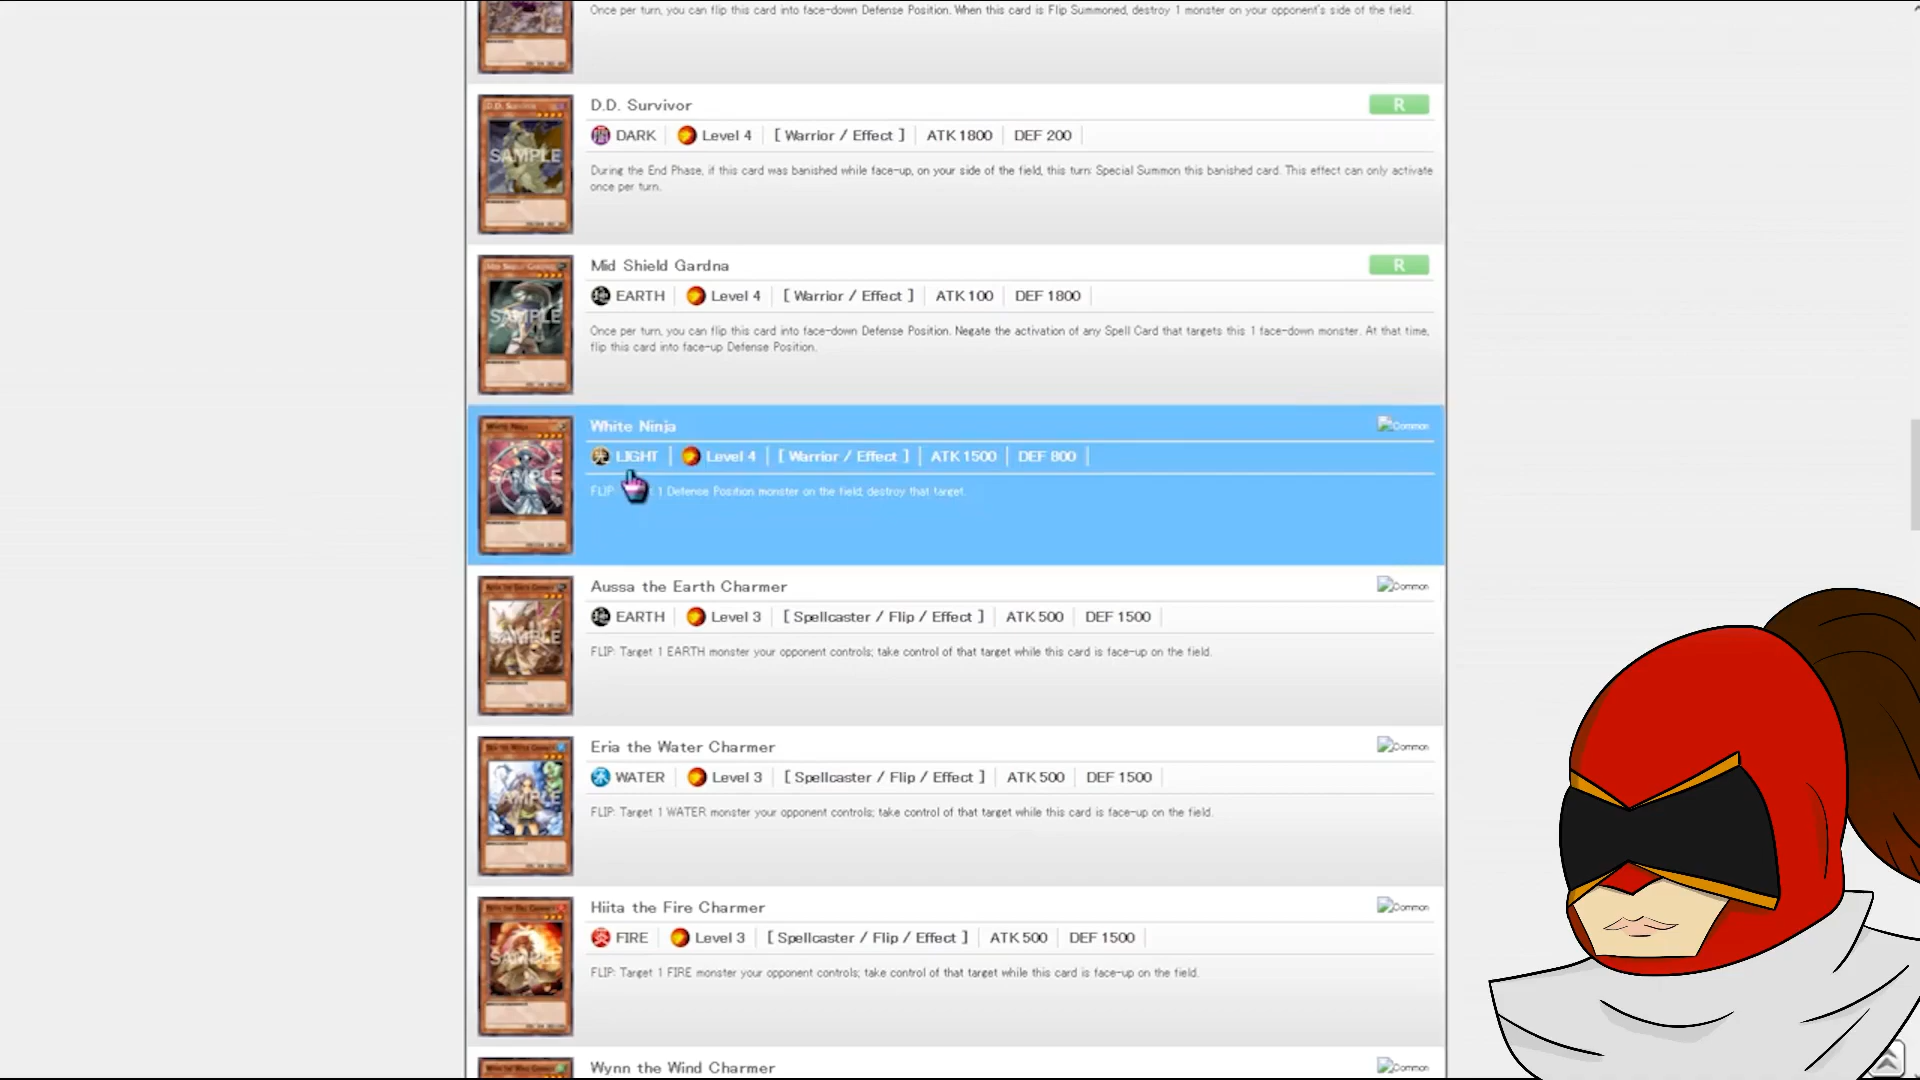 Once per turn, you can flip this card into face-down Defense Position. When this card is Flip Summoned, destroy 1 monster on your opponent's side of the field.
D.D. Survivor
R
DARK Level 4 [ Warrior / Effect ] ATK 1800 DEF 200
During the End Phase, if this card was banished while face-up, on your side of the field, this turn: Special Summon this banished card. This effect can only activate
once per turn.
SAMPLE
Mid Shield Gardna
R
EARTH Level 4 [ Warrior / Effect ] ATK 100 DEF 1800
Once per turn, you can flip this card into face-down Defense Position. Negate the activation of any Spell Card that targets this 1 face-down monster. At that time,
flip this card into face-up Defense Position.
SAMPLE
White Ninja
Common
LIGHT Level 4 [ Warrior / Effect ] ATK 1500 DEF 800
FLIP 1 Defense Position monster on the field; destroy that target.
SAMPLE
Aussa the Earth Charmer
Common
EARTH Level 3 [ Spellcaster / Flip / Effect ] ATK 500 DEF 1500
FLIP: Target 1 EARTH monster your opponent controls; take control of that target while this card is face-up on the field.
SAMPLE
Eria the Water Charmer
Common
WATER Level 3 [ Spellcaster / Flip / Effect ] ATK 500 DEF 1500
FLIP: Target 1 WATER monster your opponent controls; take control of that target while this card is face-up on the field.
SAMPLE
Hiita the Fire Charmer
Common
FIRE Level 3 [ Spellcaster / Flip / Effect ] ATK 500 DEF 1500
FLIP: Target 1 FIRE monster your opponent controls; take control of that target while this card is face-up on the field.
SAMPLE
Wynn the Wind Charmer
Common